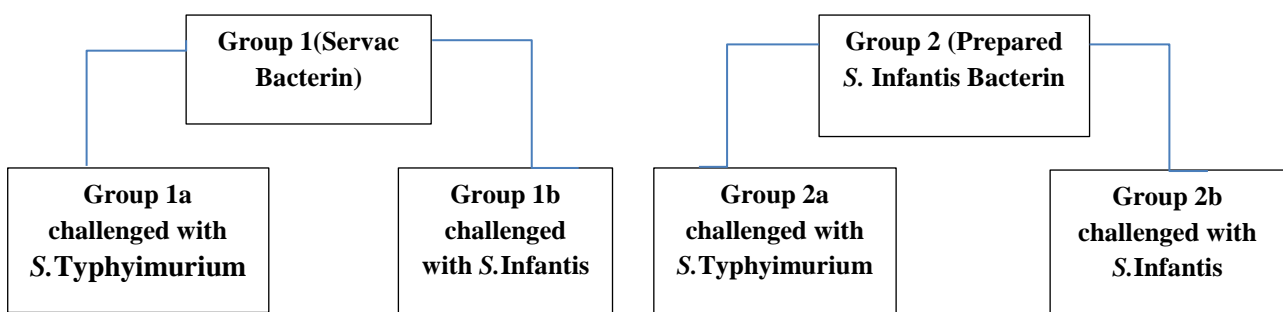 Group 1(Servac
Bacterin)
Group 2 (Prepared
S. Infantis Bacterin
Group 1a
challenged with
S.Typhyimurium
Group 1b
challenged
with S.Infantis
Group 2a
challenged with
S.Typhyimurium
Group 2b
challenged with
S.Infantis